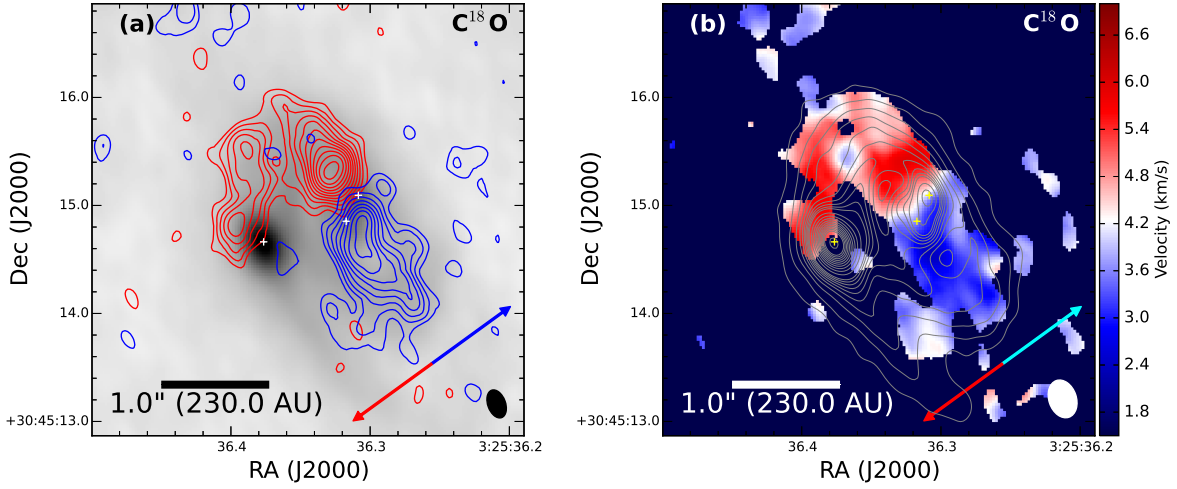 (a) C¹⁸O
Dec (J2000)
16.0
15.0
14.0
+30:45:13.0
1.0" (230.0 AU)
36.4 36.3 3:25:36.2
RA (J2000)
(b) C¹⁸O
Dec (J2000)
16.0
15.0
14.0
+30:45:13.0
1.0" (230.0 AU)
36.4 36.3 3:25:36.2
RA (J2000)
6.6
6.0
5.4
4.8
4.2
3.6
3.0
2.4
1.8
Velocity (km/s)